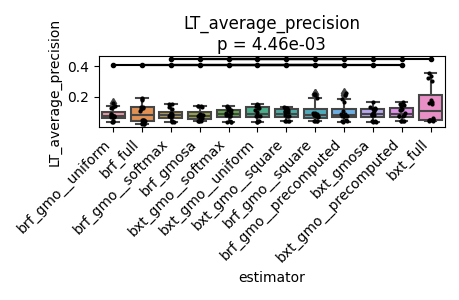 LT_average_precision
p = 4.46e-03
LT_average_precision
0.4
0.2
brf_gmo__uniform
brf_full
brf_gmo__softmax
brf_gmosa
bxt_gmo__softmax
bxt_gmo__uniform
bxt_gmo__square
brf_gmo__square
brf_gmo__precomputed
bxt_gmosa
bxt_gmo__precomputed
bxt_full
estimator